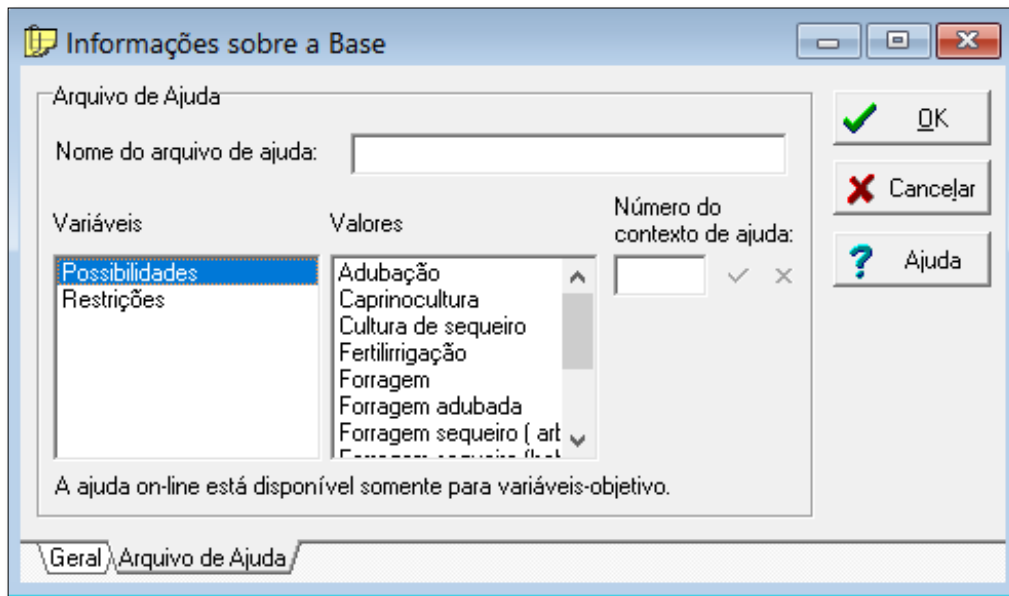 Informações sobre a Base
Arquivo de Ajuda
Nome do arquivo de ajuda:
Variáveis
Possibilidades
Restrições
Valores
Adubação
Caprinocultura
Cultura de sequeiro
Fertilirrigação
Forragem
Forragem adubada
Forragem sequeiro ( art
Número do
contexto de ajuda:
A ajuda on-line está disponível somente para variáveis-objetivo.
OK
Cancelar
Ajuda
Geral
Arquivo de Ajuda